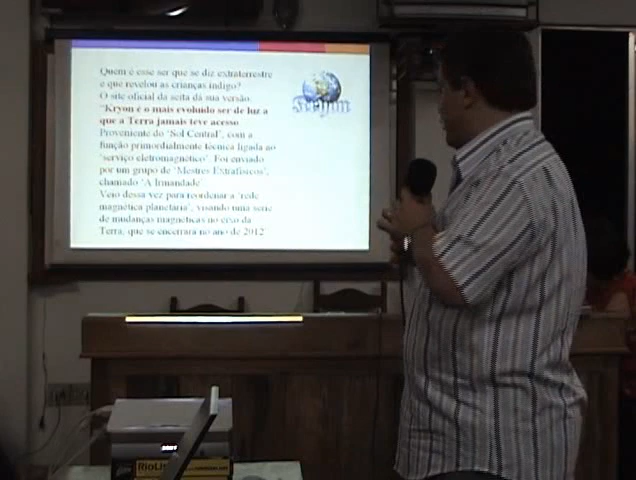 Quem é esse ser que se diz extraterrestre
e que revelou as crianças índigo?
O site oficial da seita dá sua versão.
"Kryon é o mais evoluído ser de luz a
que a Terra jamais teve acesso
Proveniente do 'Sol Central', com a
função primordialmente técnica ligada ao
'serviço eletromagnético'. Foi enviado
por um grupo de 'Mestres Extrafísicos',
chamado 'A Irmandade'
Veio dessa vez para reordenar a 'rede
magnética planetária', visando uma série
de mudanças magnéticas no eixo da
Terra, que se encerrará no ano de 2012"
Kryon